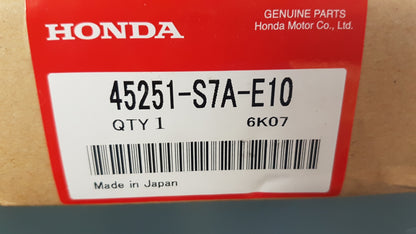 HONDA
GENUINE PARTS
Honda Motor Co., Ltd.
45251-S7A-E10
QTY 1 6K07
Made in Japan